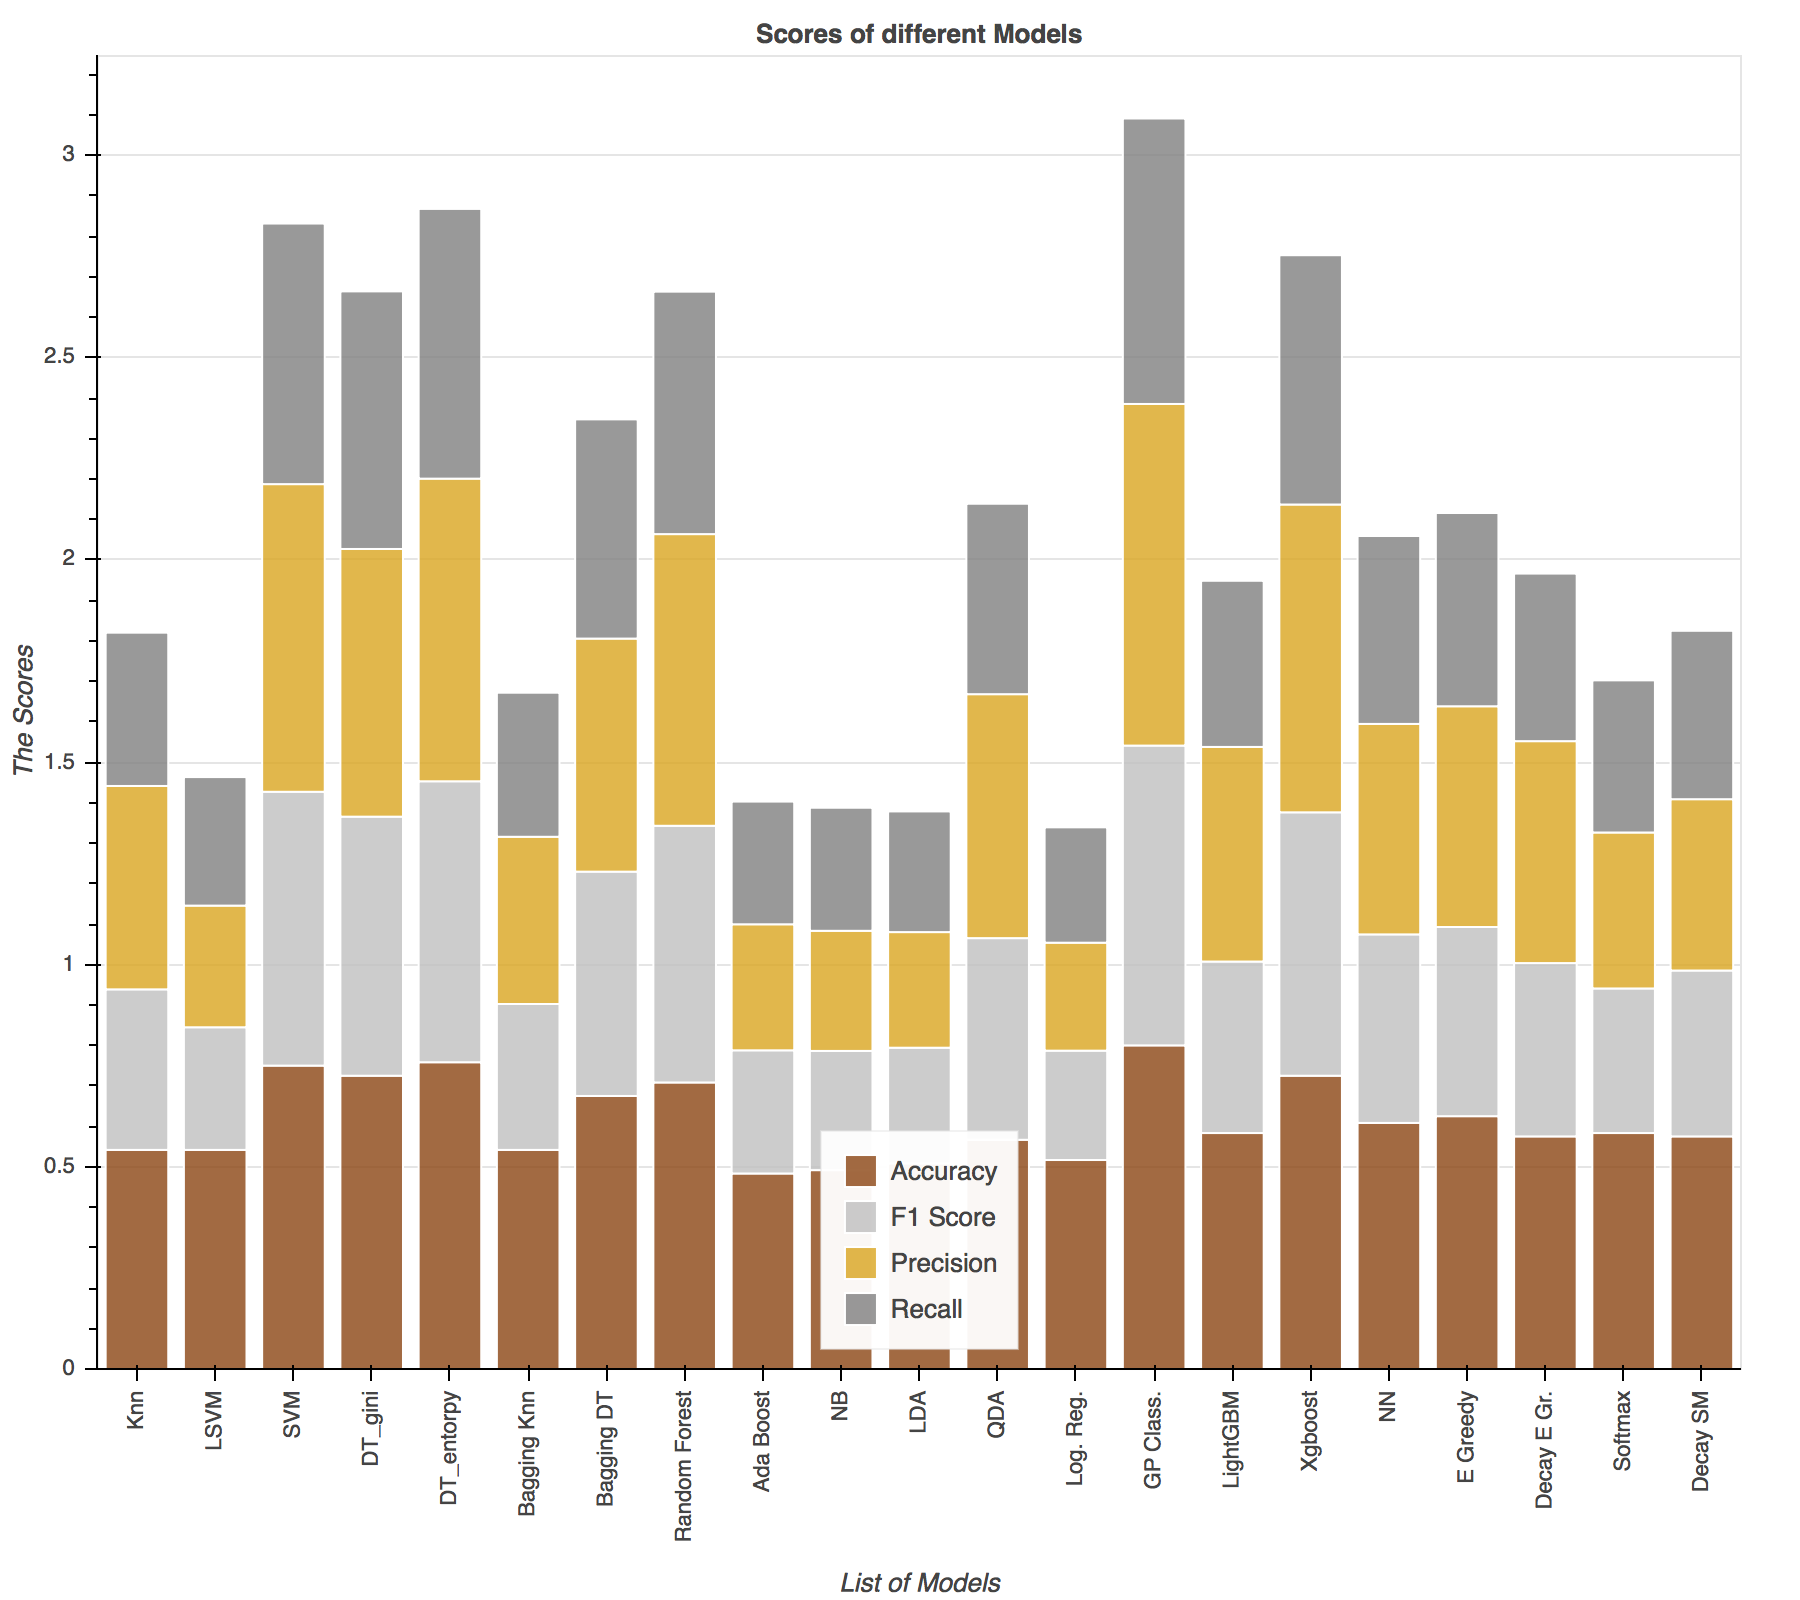 Scores of different Models
3
2.5
2
1.5
1
0.5
0
The Scores
Accuracy
F1 Score
Precision
Recall
Knn
LSVM
SVM
DT_gini
DT_entorpy
Bagging Knn
Bagging DT
Random Forest
Ada Boost
NB
LDA
QDA
Log. Reg.
GP Class.
LightGBM
Xgboost
NN
E Greedy
Decay E Gr.
Softmax
Decay SM
List of Models